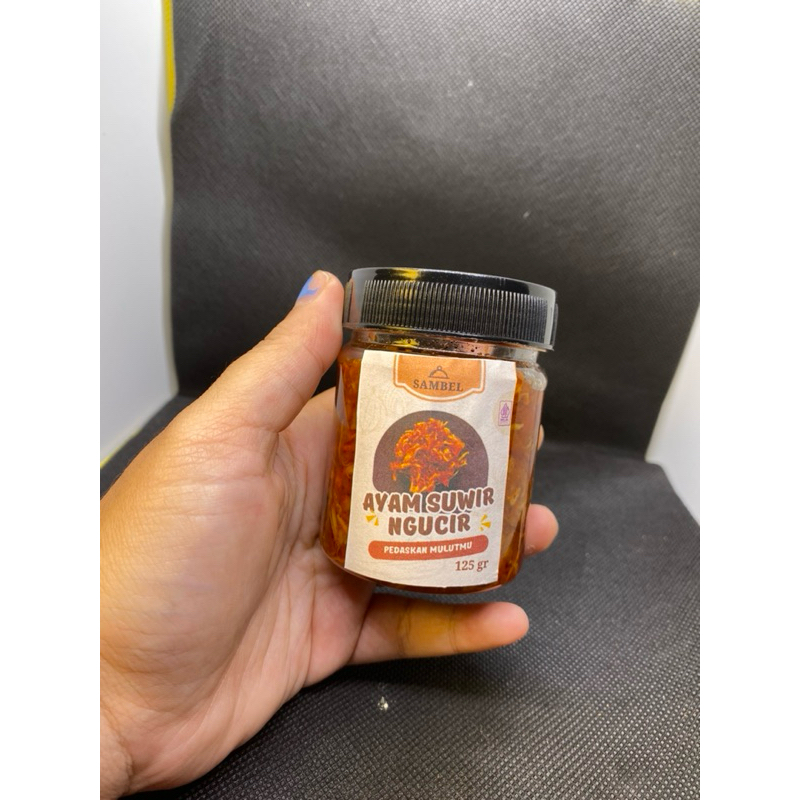 SAMBEL
AYAM SUWIR
NGUCIR
PEDASKAN MULUTMU
125 gr